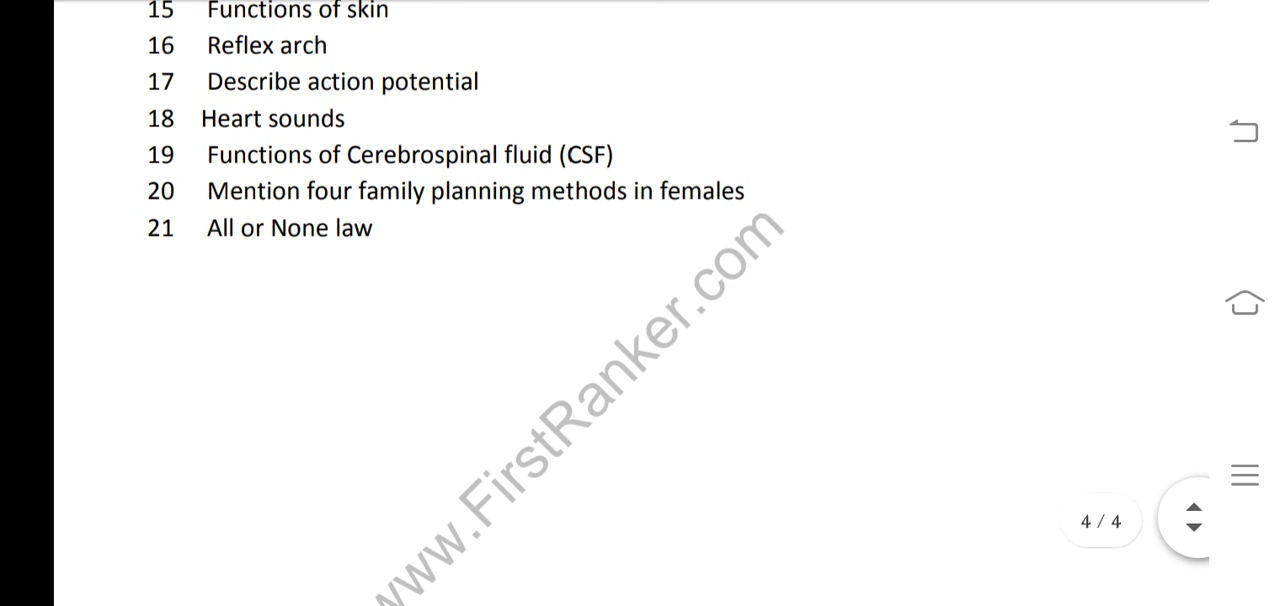 15 Functions of skin
16 Reflex arch
17 Describe action potential
18 Heart sounds
19 Functions of Cerebrospinal fluid (CSF)
20 Mention four family planning methods in females
21 All or None law
www.FirstRanker.com
4 / 4